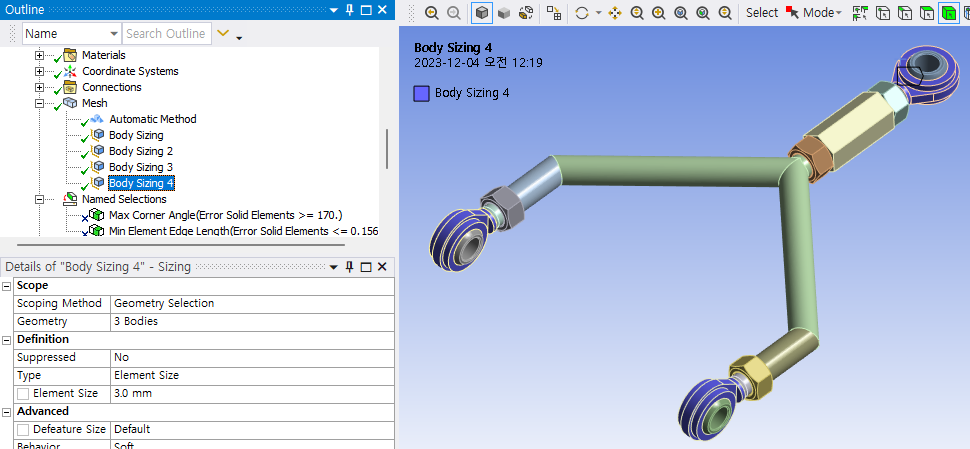 Outline
Name
Search Outline
Materials
Coordinate Systems
Connections
Mesh
Automatic Method
Body Sizing
Body Sizing 2
Body Sizing 3
Body Sizing 4
Named Selections
Max Corner Angle(Error Solid Elements >= 170.)
Min Element Edge Length(Error Solid Elements <= 0.156
Details of "Body Sizing 4" - Sizing
Scope
Scoping Method Geometry Selection
Geometry 3 Bodies
Definition
Suppressed No
Type Element Size
Element Size 3.0 mm
Advanced
Defeature Size Default
Behavior Soft
Select Mode
Body Sizing 4
2023-12-04 오전 12:19
Body Sizing 4